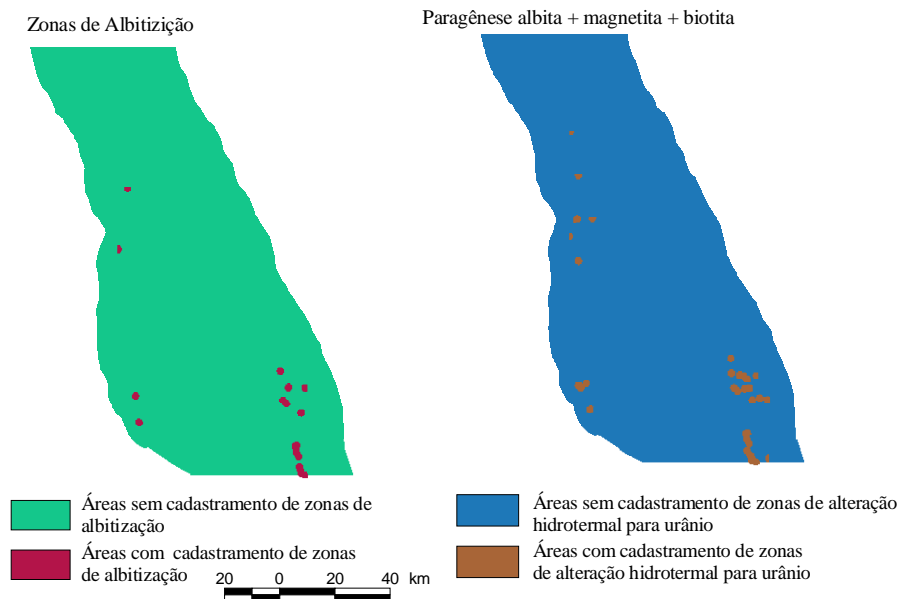 Zonas de Albitizição
Paragênese albita + magnetita + biotita
Áreas sem cadastramento de zonas de
albitização
Áreas com cadastramento de zonas
de albitização
Áreas sem cadastramento de zonas de alteração
hidrotermal para urânio
Áreas com cadastramento de zonas
de alteração hidrotermal para urânio
20 0 20 40 km